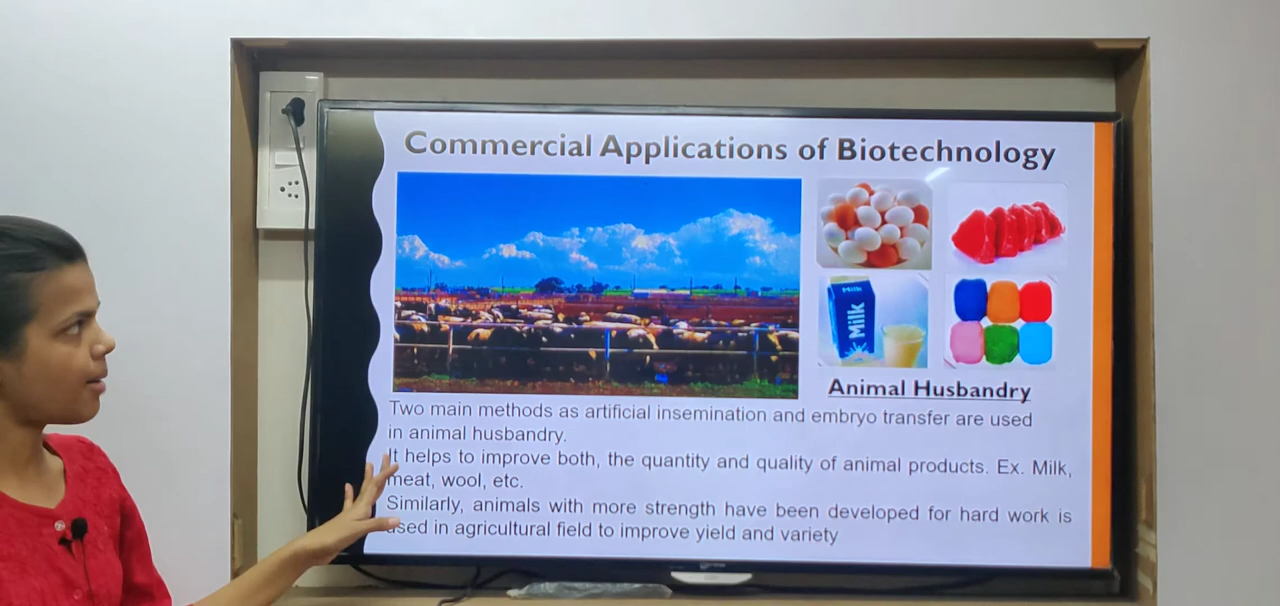 Commercial Applications of Biotechnology
Milk
Milk
Animal Husbandry
Two main methods as artificial insemination and embryo transfer are used
in animal husbandry.
It helps to improve both, the quantity and quality of animal products. Ex. Milk,
meat, wool, etc.
Similarly, animals with more strength have been developed for hard work is
used in agricultural field to improve yield and variety